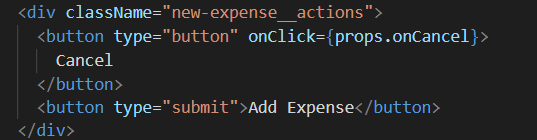 <div className="new-expense__actions">
<button type="button" onClick={props.onCancel}>
Cancel
</button>
<button type="submit">Add Expense</button>
</div>